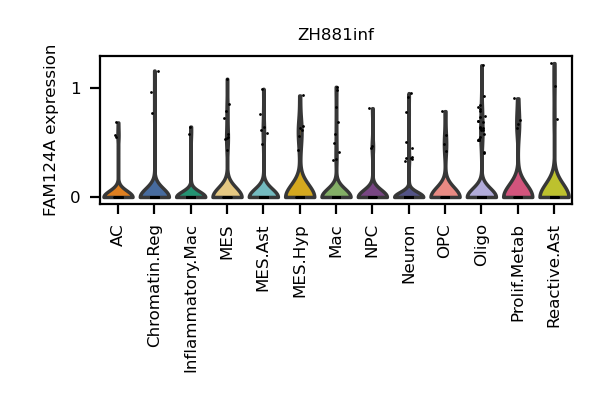 ZH881inf
FAM124A expression
1
0
AC
Chromatin.Reg
Inflammatory.Mac
MES
MES.Ast
MES.Hyp
Mac
NPC
Neuron
OPC
Oligo
Prolif.Metab
Reactive.Ast